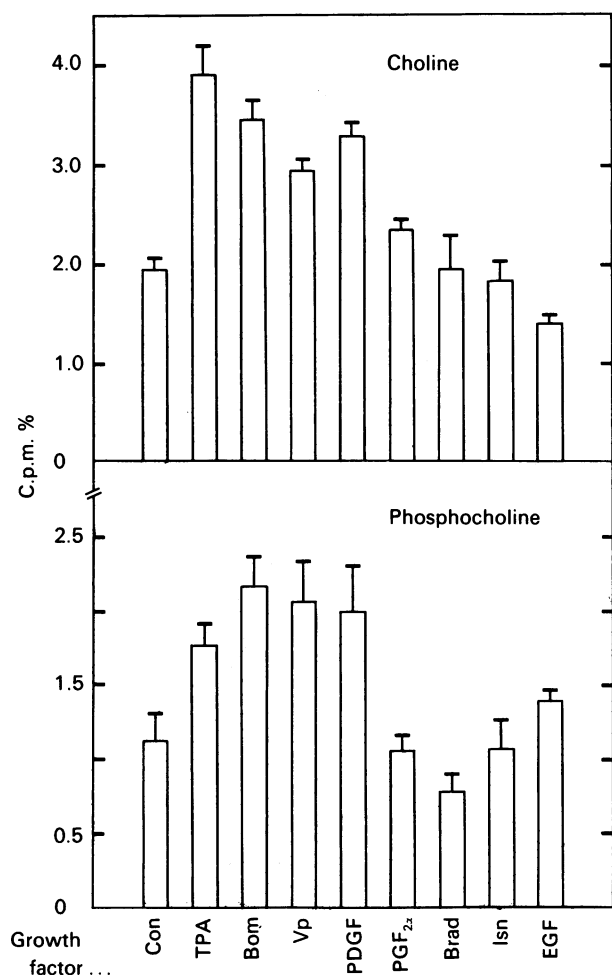 4.0
Choline
3.0
2.0
1.0
0
C.p.m. %
Phosphocholine
2.5
1.5
0.5
0
Growth factor ...
Con
TPA
Bom
Vp
PDGF
PGF2α
Brad
Isn
EGF